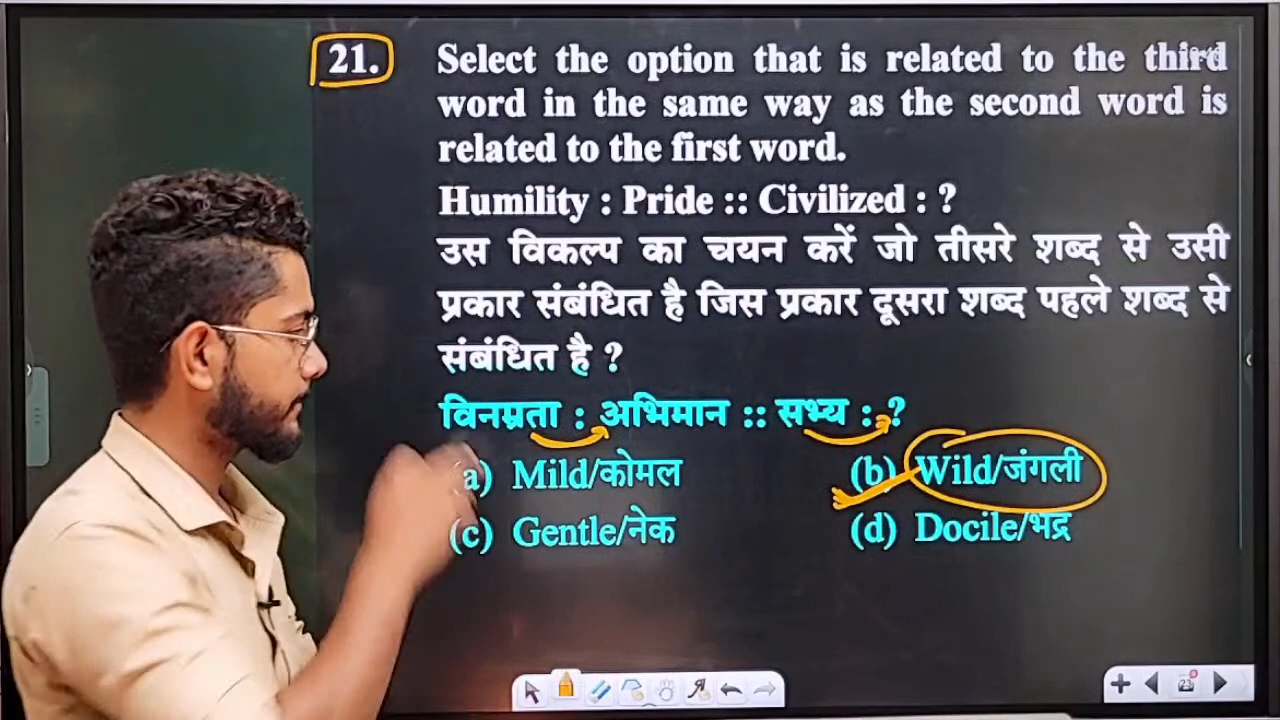 21. Select the option that is related to the third
word in the same way as the second word is
related to the first word.
Humility : Pride :: Civilized : ?
उस विकल्प का चयन करें जो तीसरे शब्द से उसी
प्रकार संबंधित है जिस प्रकार दूसरा शब्द पहले शब्द से
संबंधित है ?
विनम्रता : अभिमान :: सभ्य : ?
a) Mild/कोमल (b) Wild/जंगली
(c) Gentle/नेक (d) Docile/भद्र
23